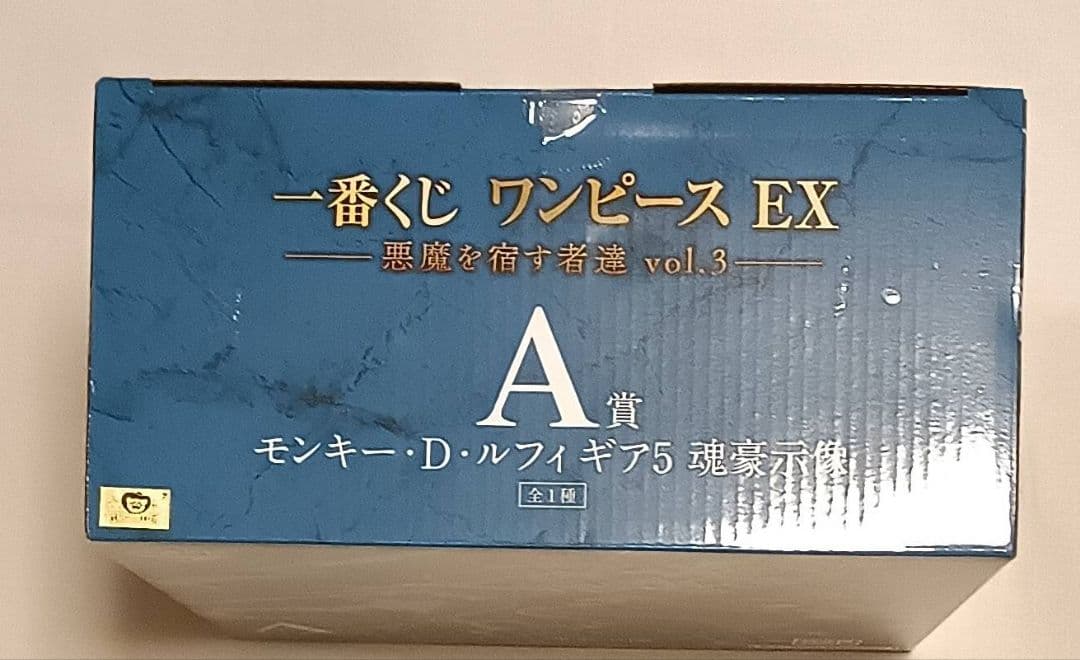 一番くじ ワンピース EX
悪魔を宿す者達 vol.3
A賞
モンキー・D・ルフィ ギア5 魂豪示像
全1種